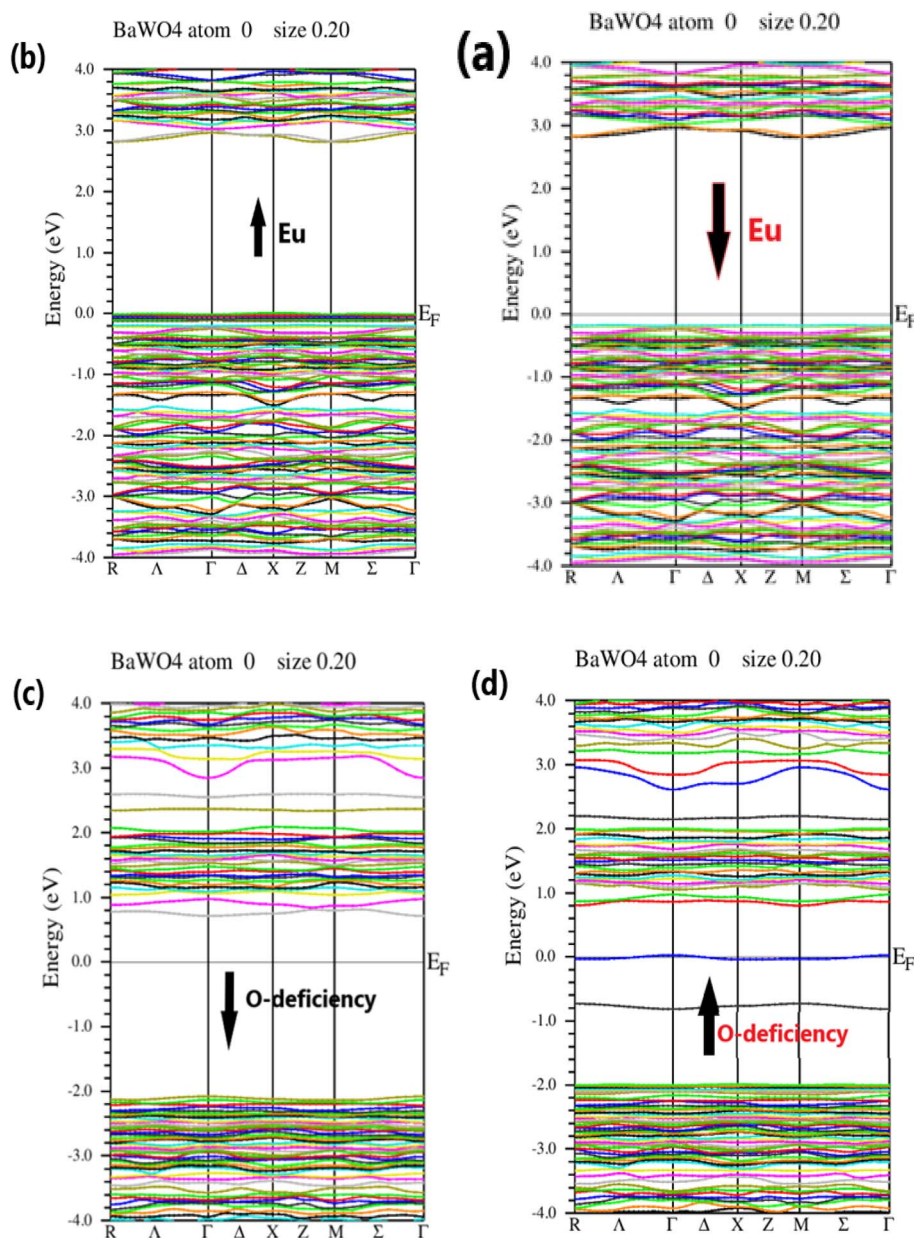 (b)
BaWO4 atom 0 size 0.20
Energy (eV)
4.0
3.0
2.0
1.0
0.0
-1.0
-2.0
-3.0
-4.0
Eu
E_F
R Λ Γ Δ X Z M Σ Γ
(a)
BaWO4 atom 0 size 0.20
Energy (eV)
4.0
3.0
2.0
1.0
0.0
-1.0
-2.0
-3.0
-4.0
Eu
E_F
R Λ Γ Δ X Z M Σ Γ
(c)
BaWO4 atom 0 size 0.20
Energy (eV)
4.0
3.0
2.0
1.0
0.0
-1.0
-2.0
-3.0
-4.0
E_F
O-deficiency
R Λ Γ Δ X Z M Σ Γ
(d)
BaWO4 atom 0 size 0.20
Energy (eV)
4.0
3.0
2.0
1.0
0.0
-1.0
-2.0
-3.0
-4.0
E_F
O-deficiency
R Λ Γ Δ X Z M Σ Γ